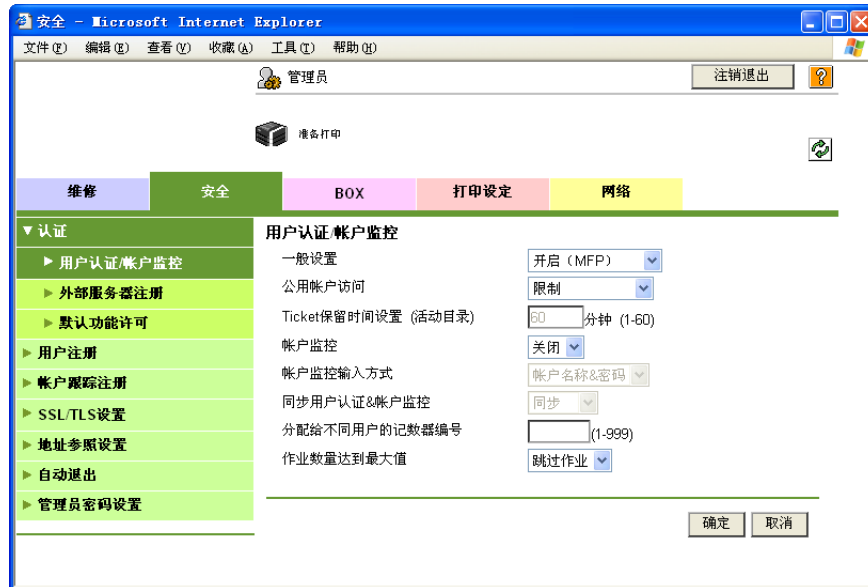 安全 - Microsoft Internet Explorer
文件(F) 编辑(E) 查看(V) 收藏(A) 工具(T) 帮助(H)
管理员
注销退出
?
准备打印
维修 安全 BOX 打印设定 网络
认证
用户认证/帐户监控
外部服务器注册
默认功能许可
用户注册
帐户跟踪注册
SSL/TLS设置
地址参照设置
自动退出
管理员密码设置
用户认证/帐户监控
一般设置 开启（MFP）
公用帐户访问 限制
Ticket保留时间设置 (活动目录) 60 分钟 (1-60)
帐户监控 关闭
帐户监控输入方式 帐户名称&密码
同步用户认证&帐户监控 同步
分配给不同用户的记数器编号 (1-999)
作业数量达到最大值 跳过作业
确定 取消